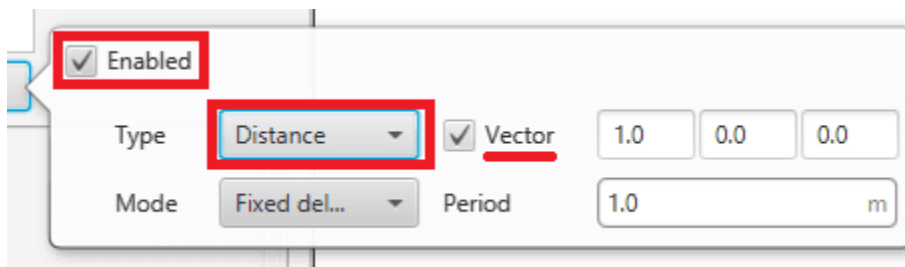 Enabled
Type Distance Vector 1.0 0.0 0.0
Mode Fixed del... Period 1.0 m